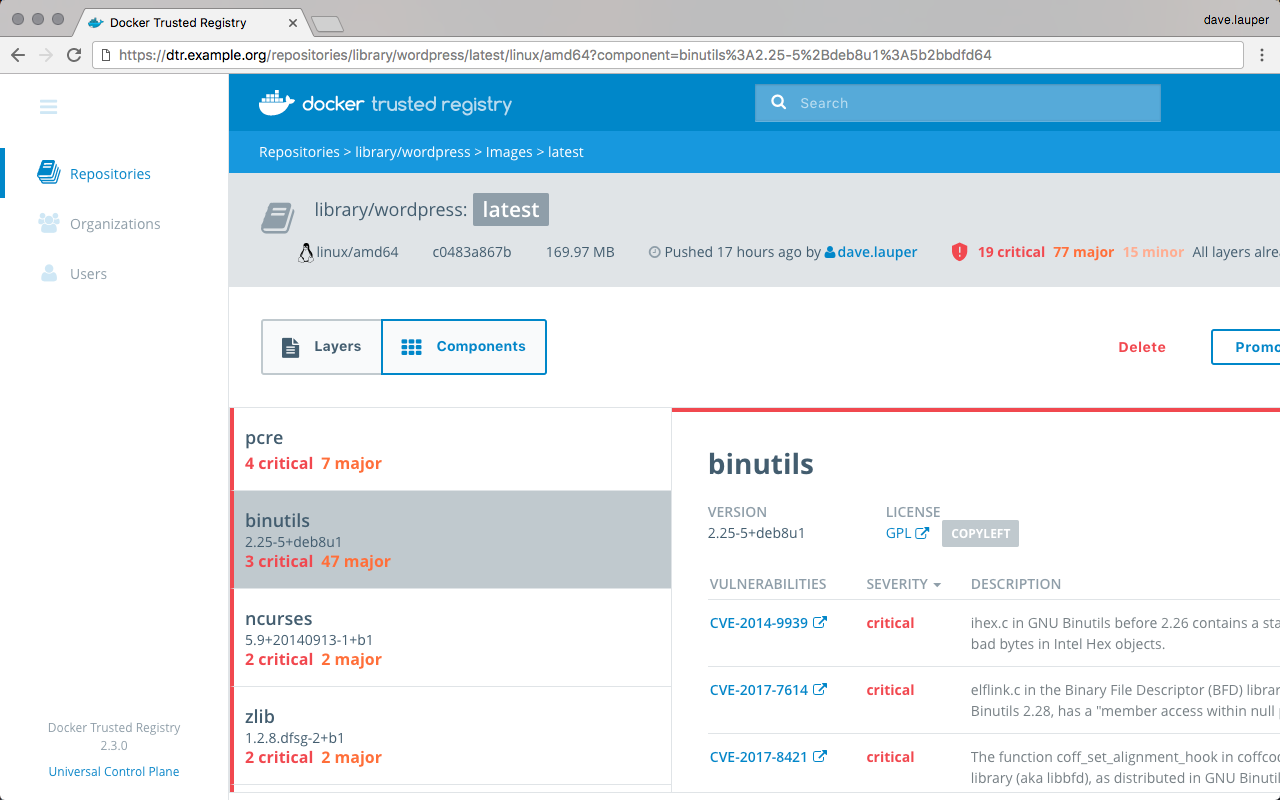 Docker Trusted Registry
dave.lauper
https://dtr.example.org/repositories/library/wordpress/latest/linux/amd64?component=binutils%3A2.25-5%2Bdeb8u1%3A5b2bbdfd64
docker trusted registry
Search
Repositories > library/wordpress > Images > latest
Repositories
Organizations
Users
library/wordpress: latest
linux/amd64 c0483a867b 169.97 MB Pushed 17 hours ago by dave.lauper 19 critical 77 major 15 minor All layers alrea
Layers Components
Delete Promo
pcre
4 critical 7 major
binutils
2.25-5+deb8u1
3 critical 47 major
ncurses
5.9+20140913-1+b1
2 critical 2 major
zlib
1.2.8.dfsg-2+b1
2 critical 2 major
binutils
VERSION LICENSE
2.25-5+deb8u1 GPL COPYLEFT
VULNERABILITIES SEVERITY DESCRIPTION
CVE-2014-9939 critical ihex.c in GNU Binutils before 2.26 contains a sta
bad bytes in Intel Hex objects.
CVE-2017-7614 critical elflink.c in the Binary File Descriptor (BFD) librar
Binutils 2.28, has a "member access within null p
CVE-2017-8421 critical The function coff_set_alignment_hook in coffcod
library (aka libbfd), as distributed in GNU Binutil
Docker Trusted Registry
2.3.0
Universal Control Plane